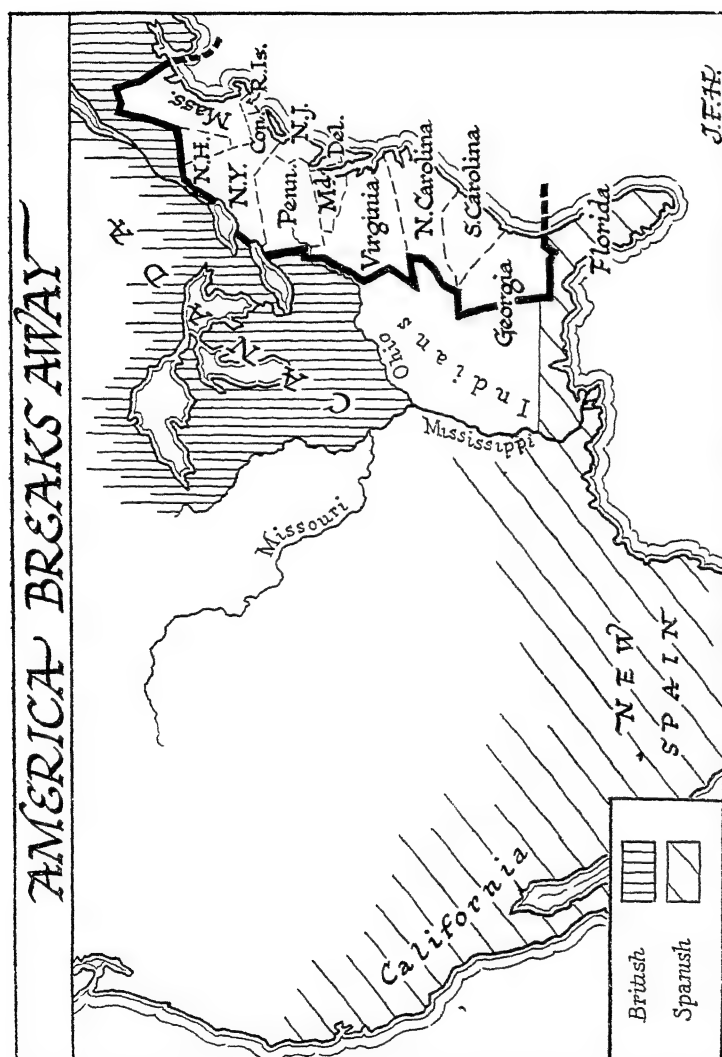 AMERICA BREAKS AWAY
CANADA
Mass.
N.H.
R.Is.
Con.
N.Y.
N.J.
Penn.
Md.
Del.
Virginia
N. Carolina
S. Carolina
Georgia
Florida
Ohio
Indians
Mississippi
Missouri
NEW
SPAIN
California
British
Spanish
J.F.H.